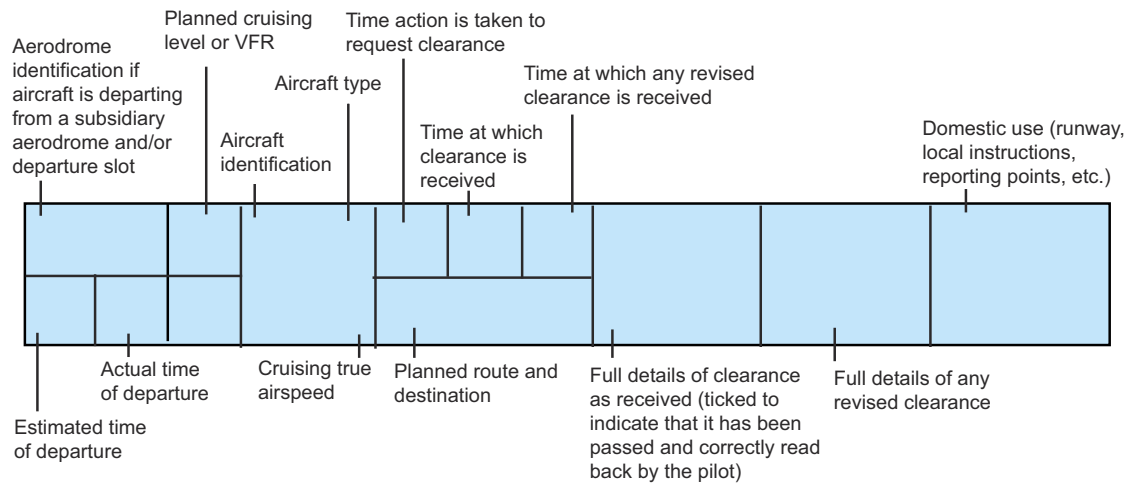 Aerodrome
identification if
aircraft is departing
from a subsidiary
aerodrome and/or
departure slot
Planned cruising
level or VFR
Aircraft
identification
Aircraft type
Time action is taken to
request clearance
Time at which
clearance is
received
Time at which any revised
clearance is received
Domestic use (runway,
local instructions,
reporting points, etc.)
Estimated time
of departure
Actual time
of departure
Cruising true
airspeed
Planned route and
destination
Full details of clearance
as received (ticked to
indicate that it has been
passed and correctly read
back by the pilot)
Full details of any
revised clearance